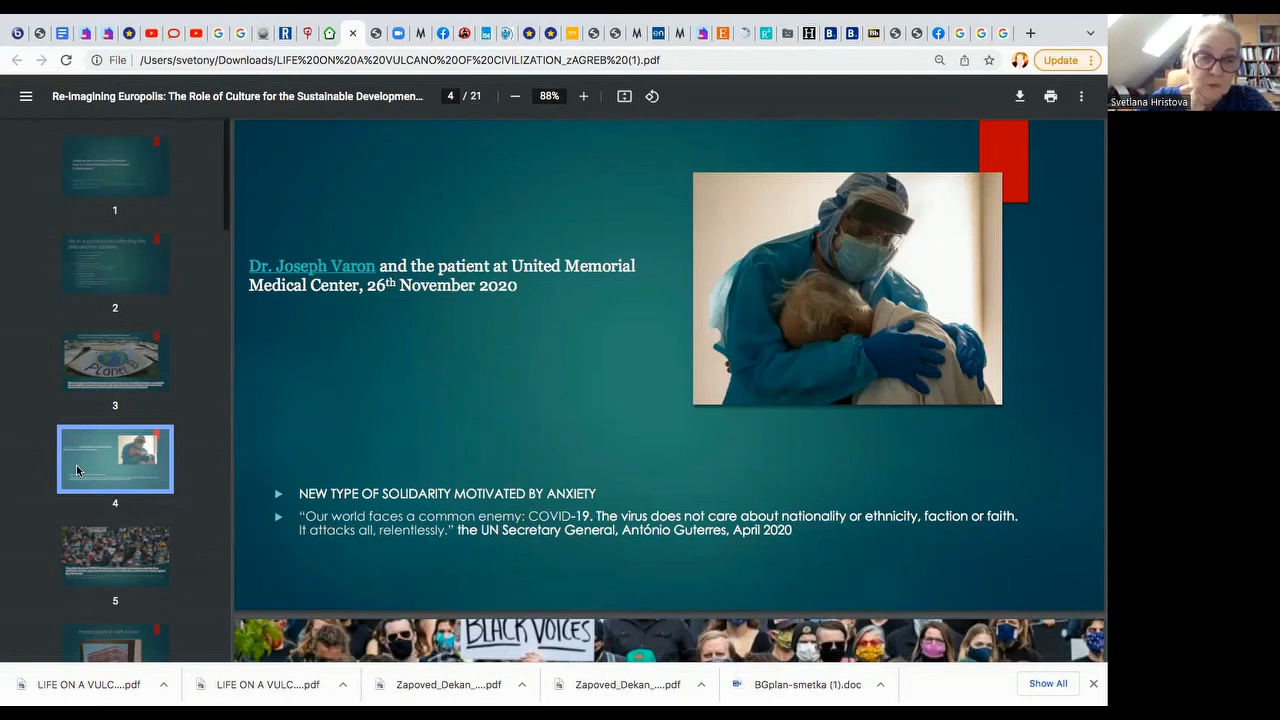 File
/Users/svetony/Downloads/LIFE%20ON%20A%20VULCANO%20OF%20CIVILIZATION_zAGREB%20(1).pdf
Update
Re-imagining Europolis: The Role of Culture for the Sustainable Developmen...
4 / 21
88%
Svetlana Hristova
1
2
PLANET B
3
4
5
Dr. Joseph Varon and the patient at United Memorial
Medical Center, 26th November 2020
NEW TYPE OF SOLIDARITY MOTIVATED BY ANXIETY
“Our world faces a common enemy: COVID-19. The virus does not care about nationality or ethnicity, faction or faith.
It attacks all, relentlessly.” the UN Secretary General, António Guterres, April 2020
BLACK VOICES
LIFE ON A VULC....pdf
LIFE ON A VULC....pdf
Zapoved_Dekan_....pdf
Zapoved_Dekan_....pdf
BGplan-smetka (1).doc
Show All